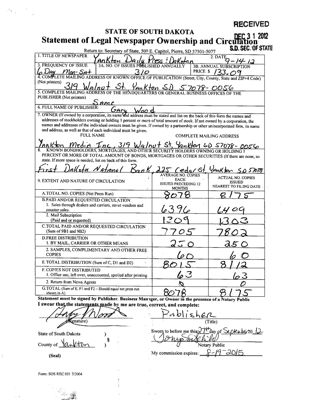 RECEIVED
DEC 31 2012
S.D. SEC. OF STATE
STATE OF SOUTH DAKOTA
Statement of Legal Newspaper Ownership and Circulation
Return to: Secretary of State, 500 E. Capitol, Pierre, SD 57501-5077
1. TITLE OF NEWSPAPER Yankton Daily Press & Dakotan
2. DATE 9-14-12
3. FREQUENCY OF ISSUE 6 Day Mon-Sat
3A. NO. OF ISSUES PUBLISHED ANNUALLY 310
3B. ANNUAL SUBSCRIPTION PRICE $ 133.09
4. COMPLETE MAILING ADDRESS OF KNOWN OFFICE OF PUBLICATION (Street, City, County, State and ZIP+4 Code) (Not printer)
319 Walnut St Yankton SD 57078-0056
5. COMPLETE MAILING ADDRESS OF THE HEADQUARTERS OR GENERAL BUSINESS OFFICES OF THE PUBLISHER (Not printer)
Same
6. FULL NAME OF PUBLISHER: Gary Wood
7. OWNER (If owned by a corporation, its name and address must be stated and list on the back of this form the names and addresses of stockholders owning or holding 1 percent or more of total amount of stock. If not owned by a corporation, the names and addresses of the individual owners must be given. If owned by a partnership or other unincorporated firm, its name and address, as well as that of each individual must be given.
FULL NAME COMPLETE MAILING ADDRESS
Yankton Media Inc, 319 Walnut St, Yankton SD 57078-0056
8. KNOWN BONDHOLDERS, MORTGAGEES, AND OTHER SECURITY HOLDERS OWNING OR HOLDING 1 PERCENT OR MORE OF TOTAL AMOUNT OF BONDS, MORTGAGES OR OTHER SECURITIES (If there are none, so state. If more space is needed, list on back of this form.
First Dakota National Bank, 225 Cedar St, Yankton SD 57078
9. EXTENT AND NATURE OF CIRCULATION
AVERAGE NO. COPIES EACH ISSUED PRECEDING 12 MONTHS
ACTUAL NO. COPIES ISSUED NEAREST TO FILING DATE
A. TOTAL NO. COPIES (Net Press Run) 8078 8175
B. PAID AND/OR REQUESTED CIRCULATION
1. Sales through dealers and carriers, street vendors and counter sales 6396 6499
2. Mail Subscription (Paid and or requested) 1309 1303
C. TOTAL PAID AND/OR REQUESTED CIRCULATION (Sum of 9B1 and 9B2) 7705 7802
D. FREE DISTRIBUTION
1. BY MAIL, CARRIER OR OTHER MEANS 250 250
2. SAMPLES, COMPLIMENTARY AND OTHER FREE COPIES 60 60
E. TOTAL DISTRIBUTION (Sum of C, D1 and D2) 8015 8112
F. COPIES NOT DISTRIBUTED
1. Office use, left over, unaccounted, spoiled after printing 63 63
2. Return from News Agents 0 0
G. TOTAL (Sum of E, F1 and F2 - Should equal net press run shown in A) 8078 8175
Statement must be signed by Publisher, Business Manager, or Owner in the presence of a Notary Public
I swear that the statements made by me are true, correct, and complete:
Gary Wood Publisher
(Signature) (Title)
State of South Dakota )
County of Yankton )
Sworn to before me this 27th day of September, 12
Notary Public
(Seal)
My commission expires: 8-19-2015